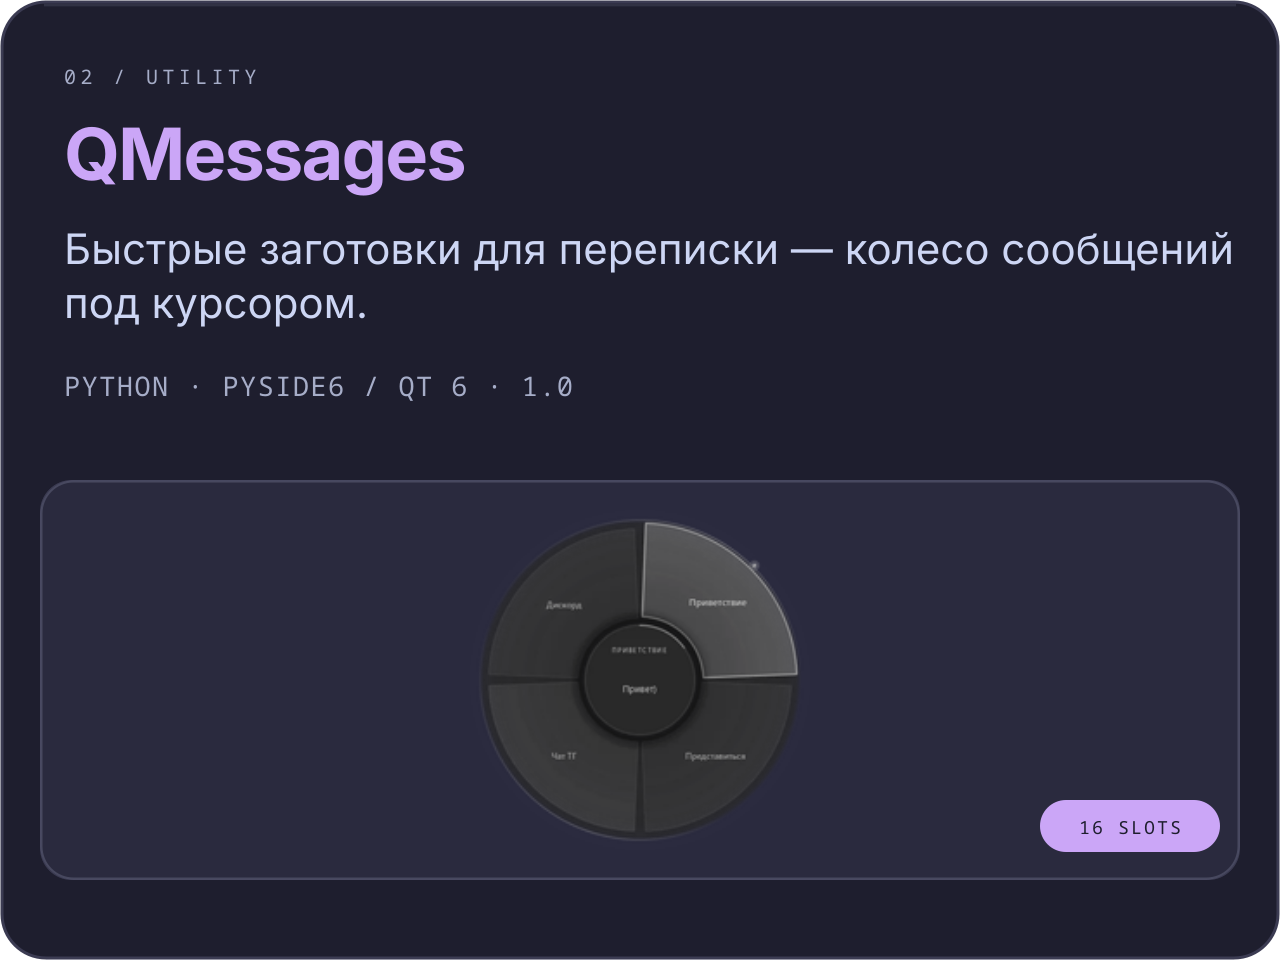 02 / UTILITY
QMessages
Быстрые заготовки для переписки — колесо сообщений
под курсором.
PYTHON · PYSIDE6 / QT 6 · 1.0
Дискорд
Приветствие
ПРИВЕТСТВИЕ
Привет)
Чат ТГ
Представиться
16 SLOTS